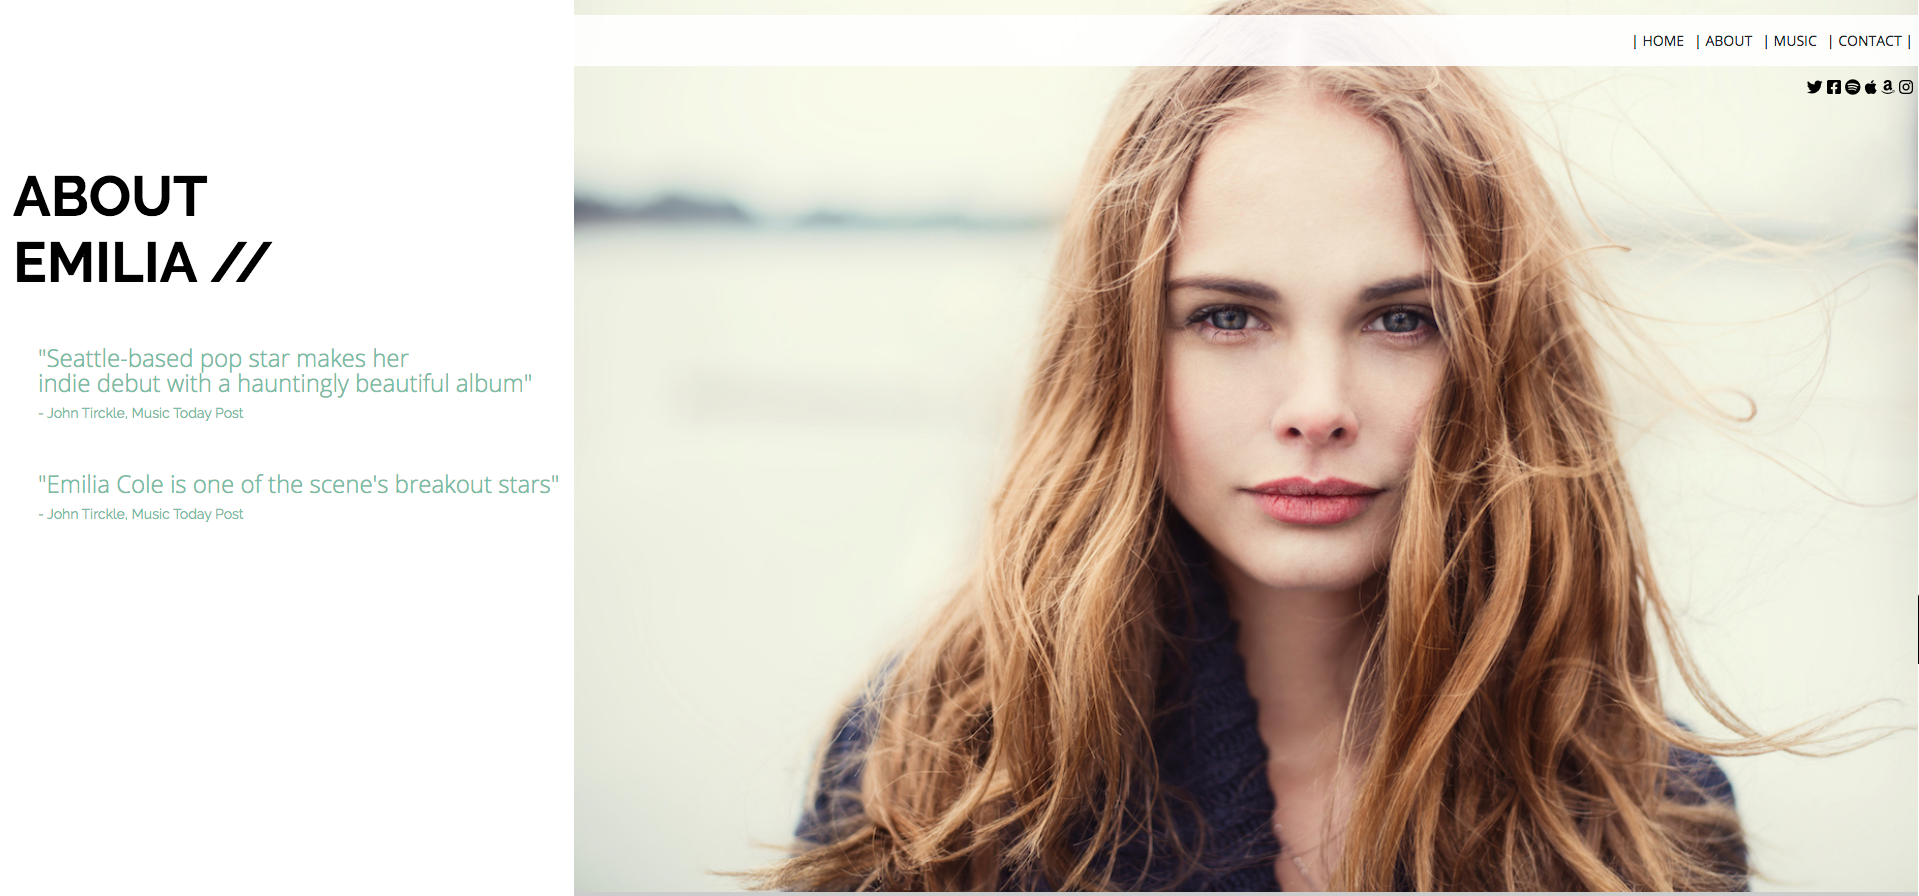 | HOME | ABOUT | MUSIC | CONTACT |
ABOUT
EMILIA //
"Seattle-based pop star makes her
indie debut with a hauntingly beautiful album"
- John Tirckle, Music Today Post
"Emilia Cole is one of the scene's breakout stars"
- John Tirckle, Music Today Post